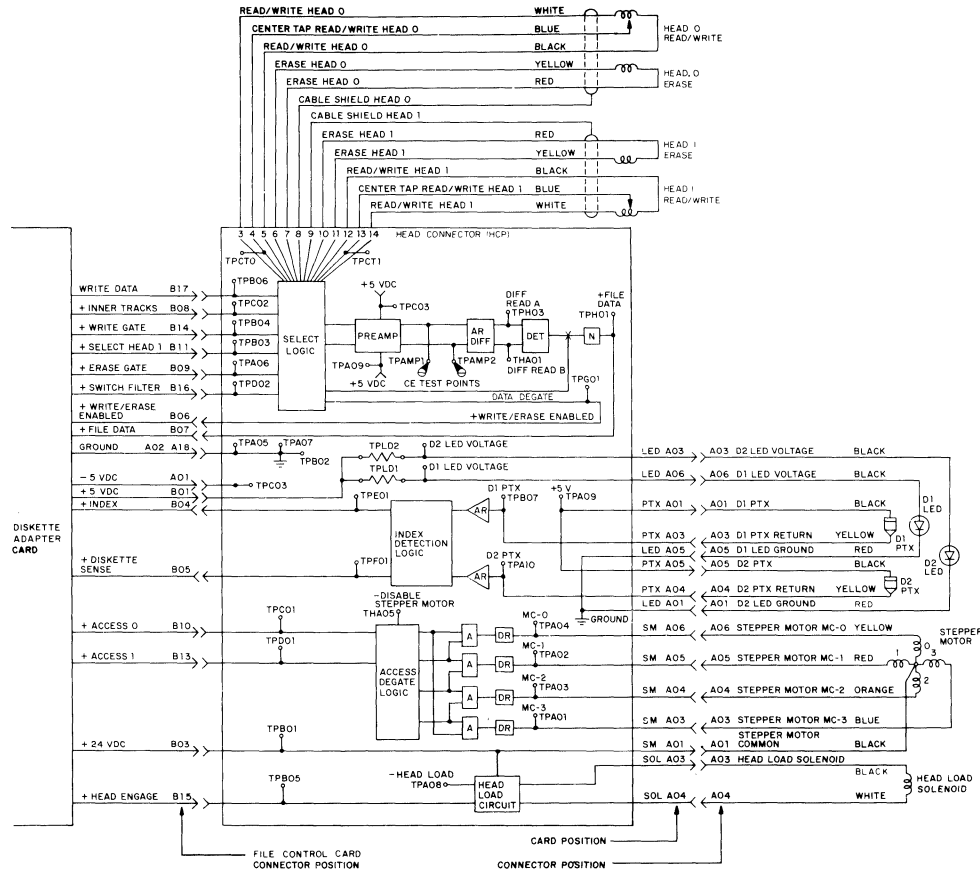 READ/WRITE HEAD 0 WHITE
CENTER TAP READ/WRITE HEAD 0 BLUE
READ/WRITE HEAD 0 BLACK
HEAD 0
READ/WRITE
ERASE HEAD 0 YELLOW
ERASE HEAD 0 RED
HEAD. 0
ERASE
CABLE SHIELD HEAD 0
CABLE SHIELD HEAD 1
ERASE HEAD 1 RED
ERASE HEAD 1 YELLOW
HEAD 1
ERASE
READ/WRITE HEAD 1 BLACK
CENTER TAP READ/WRITE HEAD 1 BLUE
READ/WRITE HEAD 1 WHITE
HEAD 1
READ/WRITE
3 4 5 6 7 8 9 10 11 12 13 14 HEAD CONNECTOR (HCP)
TPCT0 TPCT1
WRITE DATA B17 TPB06
+ INNER TRACKS B08 TPC02
+ WRITE GATE B14 TPB04
+ SELECT HEAD 1 B11 TPB03
+ ERASE GATE B09 TPA06
+ SWITCH FILTER B16 TPD02
+ WRITE/ERASE
ENABLED B06
+ FILE DATA B07
GROUND A02 A18
SELECT
LOGIC
+5 VDC
TPC03
PREAMP
TPA09
+5 VDC
TPAMP1
TPAMP2
CE TEST POINTS
AR
DIFF
DIFF
READ A
TPH03
DET
THA01
DIFF READ B
N
+FILE
DATA
TPH01
DATA DEGATE
TPG01
+WRITE/ERASE ENABLED
TPA05 TPA07
TPB02
TPLD2 D2 LED VOLTAGE
TPLD1 D1 LED VOLTAGE
- 5 VDC A01
TPC03
+ 5 VDC B01
+ INDEX B04
DISKETTE
ADAPTER
CARD
TPE01
INDEX
DETECTION
LOGIC
AR
D1 PTX
TPB07
+5 V
TPA09
D2 PTX
TPA10
AR
+ DISKETTE
SENSE B05
TPF01
LED A03 A03 D2 LED VOLTAGE BLACK
LED A06 A06 D1 LED VOLTAGE BLACK
PTX A01 A01 D1 PTX BLACK
PTX A03 A03 D1 PTX RETURN YELLOW
LED A05 A05 D1 LED GROUND RED
PTX A05 A05 D2 PTX BLACK
PTX A04 A04 D2 PTX RETURN YELLOW
LED A01 A01 D2 LED GROUND RED
D1
LED
D1
PTX
D2
LED
D2
PTX
GROUND
-DISABLE
STEPPER MOTOR
THA05
+ ACCESS 0 B10 TPC01
+ ACCESS 1 B13 TPD01
ACCESS
DEGATE
LOGIC
A DR MC-0 TPA04
A DR MC-1 TPA02
A DR MC-2 TPA03
A DR MC-3 TPA01
SM A06 A06 STEPPER MOTOR MC-0 YELLOW
SM A05 A05 STEPPER MOTOR MC-1 RED
SM A04 A04 STEPPER MOTOR MC-2 ORANGE
SM A03 A03 STEPPER MOTOR MC-3 BLUE
STEPPER
MOTOR
0
1 3
2
+ 24 VDC B03 TPB01
SM A01 A01 STEPPER MOTOR
COMMON BLACK
SOL A03 A03 HEAD LOAD SOLENOID
BLACK
+ HEAD ENGAGE B15 TPB05
-HEAD LOAD
TPA08
HEAD
LOAD
CIRCUIT
SOL A04 A04 WHITE
HEAD LOAD
SOLENOID
CARD POSITION
FILE CONTROL CARD
CONNECTOR POSITION
CONNECTOR POSITION